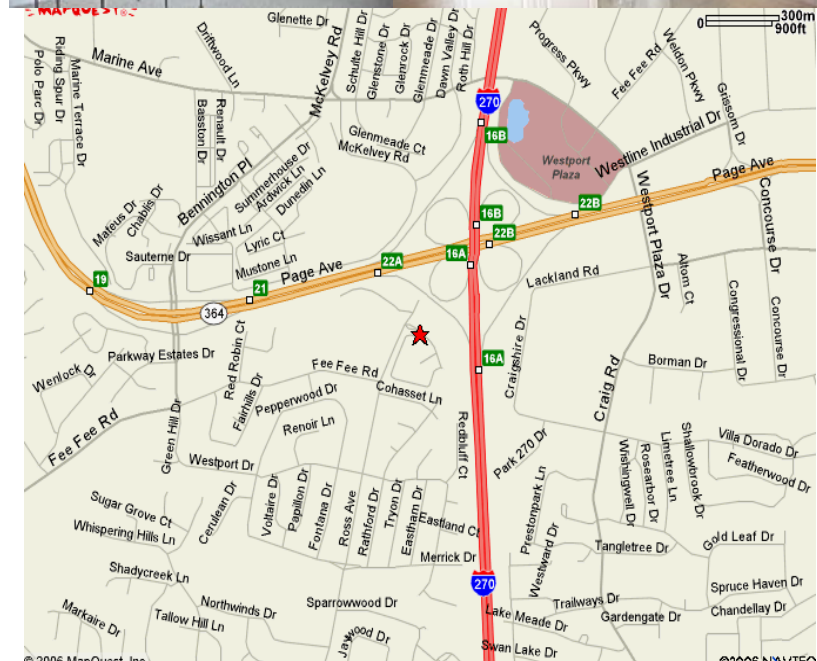 MAPQUEST®
Glenette Dr
300m
0
900ft
Driftwood Ln
McKelvey Rd
Schulte Hill Dr
Glenstone Dr
Glenrock Dr
Glenmeade Dr
Dawn Valley Dr
Roth Hill Dr
Progress Pkwy
Fee Fee Rd
Weldon Pkwy
Grissom Dr
Marine Ave
Polo Parc Dr
Riding Spur Dr
Marine Terrace Dr
Basston Dr
Renault Dr
270
16B
Glenmeade Ct
McKelvey Rd
Westport
Plaza
Westline Industrial Dr
Page Ave
Bennington Pl
Summerhouse Dr
Ardwick Ln
Dunedin Ln
Mateus Dr
Chablis Dr
Wissant Ln
Lyric Ct
Sauterne Dr
Mustone Ln
Page Ave
16B
22B
22B
16A
22A
19
21
364
Westport Plaza Dr
Concourse Dr
Lackland Rd
Allom Ct
Congressional Dr
Concourse Dr
Craigshire Dr
16A
Craig Rd
Borman Dr
Parkway Estates Dr
Red Robin Ct
Wenlock Dr
Fee Fee Rd
Fee Fee Rd
Green Hill Dr
Fairhills Dr
Pepperwood Dr
Cohasset Ln
Renoir Ln
Redbluff Ct
Park 270 Dr
Westport Dr
Wishingwell Dr
Rosearbor Dr
Limetree Ln
Shallowbrook Dr
Villa Dorado Dr
Featherwood Dr
Sugar Grove Ct
Whispering Hills Ln
Cerulean Dr
Voltaire Dr
Papillon Dr
Fontana Dr
Ross Ave
Rathford Dr
Tryon Dr
Eastham Dr
Eastland Ct
Merrick Dr
Prestonpark Ln
Westward Dr
Tangletree Dr
Gold Leaf Dr
Shadycreek Ln
270
Spruce Haven Dr
Markaire Dr
Tallow Hill Ln
Northwinds Dr
Sparrowwood Dr
Jaywood Dr
Trailways Dr
Lake Meade Dr
Gardengate Dr
Chandellay Dr
Swan Lake Dr
© 2006 MapQuest, Inc.
©2006 NAVTEQ